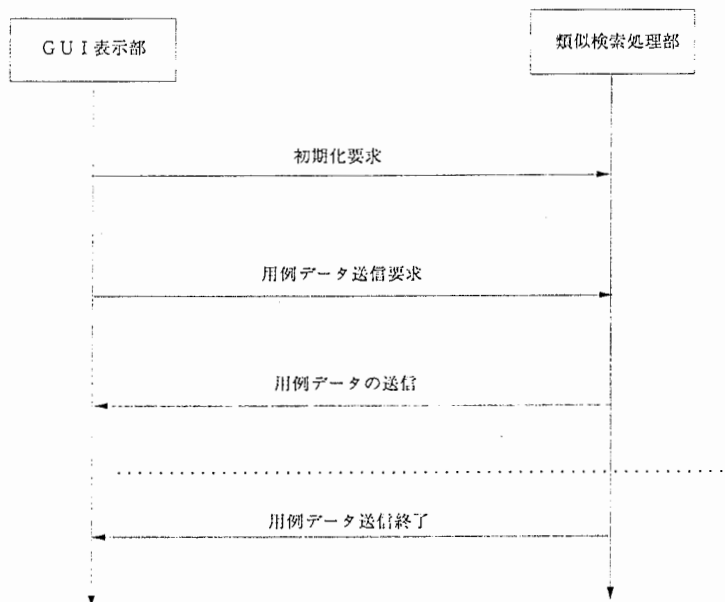 GUI表示部
類似検索処理部
初期化要求
用例データ送信要求
用例データの送信
用例データ送信終了